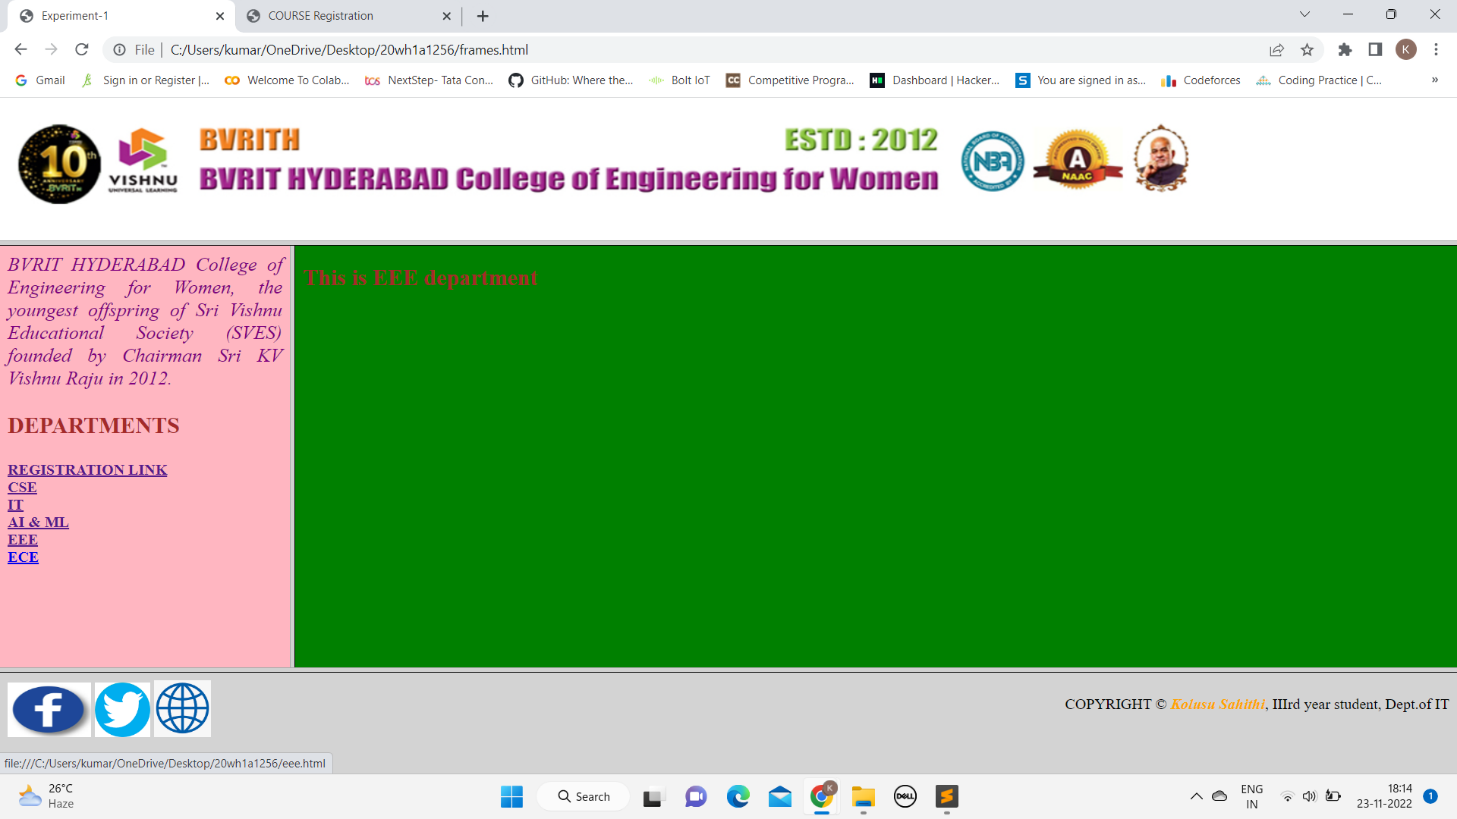 Experiment-1
COURSE Registration
File | C:/Users/kumar/OneDrive/Desktop/20wh1a1256/frames.html
K
Gmail
Sign in or Register |...
Welcome To Colab...
tcs NextStep- Tata Con...
GitHub: Where the...
Bolt IoT
CC Competitive Progra...
Dashboard | Hacker...
S You are signed in as...
Codeforces
Coding Practice | C...
»
10th
ANNIVERSARY
BVRITH
VISHNU
UNIVERSAL LEARNING
BVRITH
ESTD : 2012
BVRIT HYDERABAD College of Engineering for Women
NBA
A
NAAC
BVRIT HYDERABAD College of
Engineering for Women, the
youngest offspring of Sri Vishnu
Educational Society (SVES)
founded by Chairman Sri KV
Vishnu Raju in 2012.
DEPARTMENTS
REGISTRATION LINK
CSE
IT
AI & ML
EEE
ECE
This is EEE department
f
COPYRIGHT © Kolusu Sahithi, IIIrd year student, Dept.of IT
file:///C:/Users/kumar/OneDrive/Desktop/20wh1a1256/eee.html
26°C
Haze
Search
K
DELL
ENG
IN
18:14
23-11-2022
1